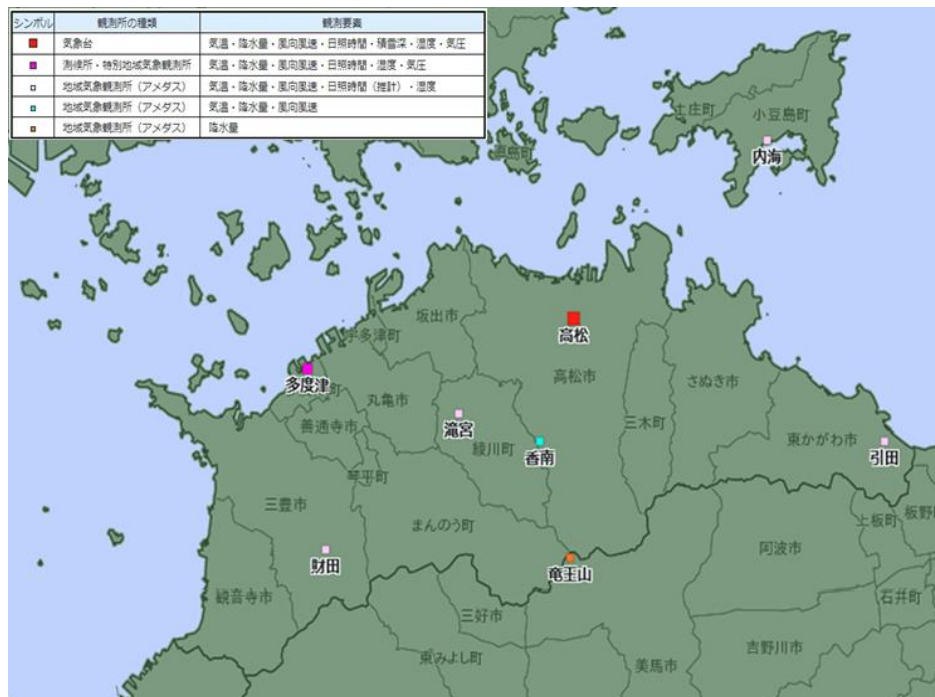 シンボル 観測所の種類 観測要素
気象台 気温・降水量・風向風速・日照時間・積雪深・湿度・気圧
測候所・特別地域気象観測所 気温・降水量・風向風速・日照時間・湿度・気圧
地域気象観測所（アメダス） 気温・降水量・風向風速・日照時間（推計）・湿度
地域気象観測所（アメダス） 気温・降水量・風向風速
地域気象観測所（アメダス） 降水量
土庄町
小豆島町
直島町
内海
坂出市
宇多津町
高松
多度津
町
丸亀市
高松市
さぬき市
滝宮
善通寺市
綾川町
三木町
香南
東かがわ市
引田
琴平町
三豊市
まんのう町
上板町
板野
財田
竜王山
阿波市
観音寺市
三好市
石井町
東みよし町
美馬市
吉野川市